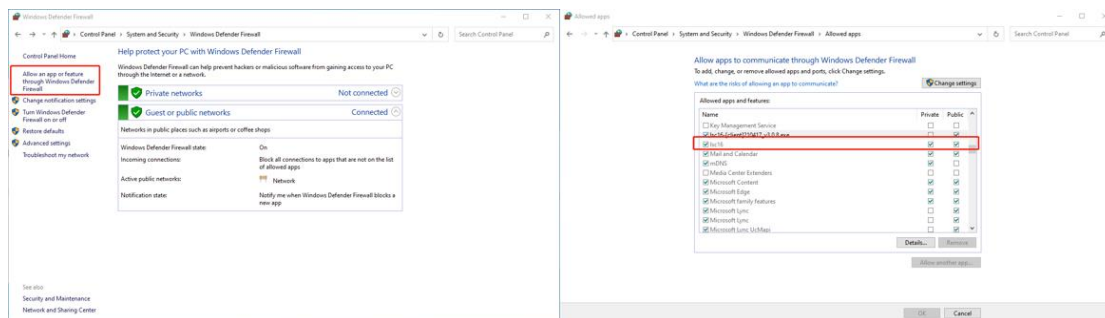 Windows Defender Firewall
Control Panel > System and Security > Windows Defender Firewall
Search Control Panel
Control Panel Home
Allow an app or feature
through Windows Defender
Firewall
Change notification settings
Turn Windows Defender
Firewall on or off
Restore defaults
Advanced settings
Troubleshoot my network
See also
Security and Maintenance
Network and Sharing Center
Help protect your PC with Windows Defender Firewall
Windows Defender Firewall can help prevent hackers or malicious software from gaining access to your PC
through the Internet or a network.
Private networks Not connected
Guest or public networks Connected
Networks in public places such as airports or coffee shops
Windows Defender Firewall state: On
Incoming connections: Block all connections to apps that are not on the list
of allowed apps
Active public networks: Network
Notification state: Notify me when Windows Defender Firewall blocks a
new app
Allowed apps
Control Panel > System and Security > Windows Defender Firewall > Allowed apps
Search Control Panel
Allow apps to communicate through Windows Defender Firewall
To add, change, or remove allowed apps and ports, click Change settings.
What are the risks of allowing an app to communicate?
Change settings
Allowed apps and features:
Name Private Public
Key Management Service
Mail and Calendar
mDNS
Media Center Extenders
Microsoft Content
Microsoft Edge
Microsoft family features
Microsoft Lync
Microsoft Lync
Microsoft Lync UcMapi
Details... Remove
Allow another app...
OK Cancel